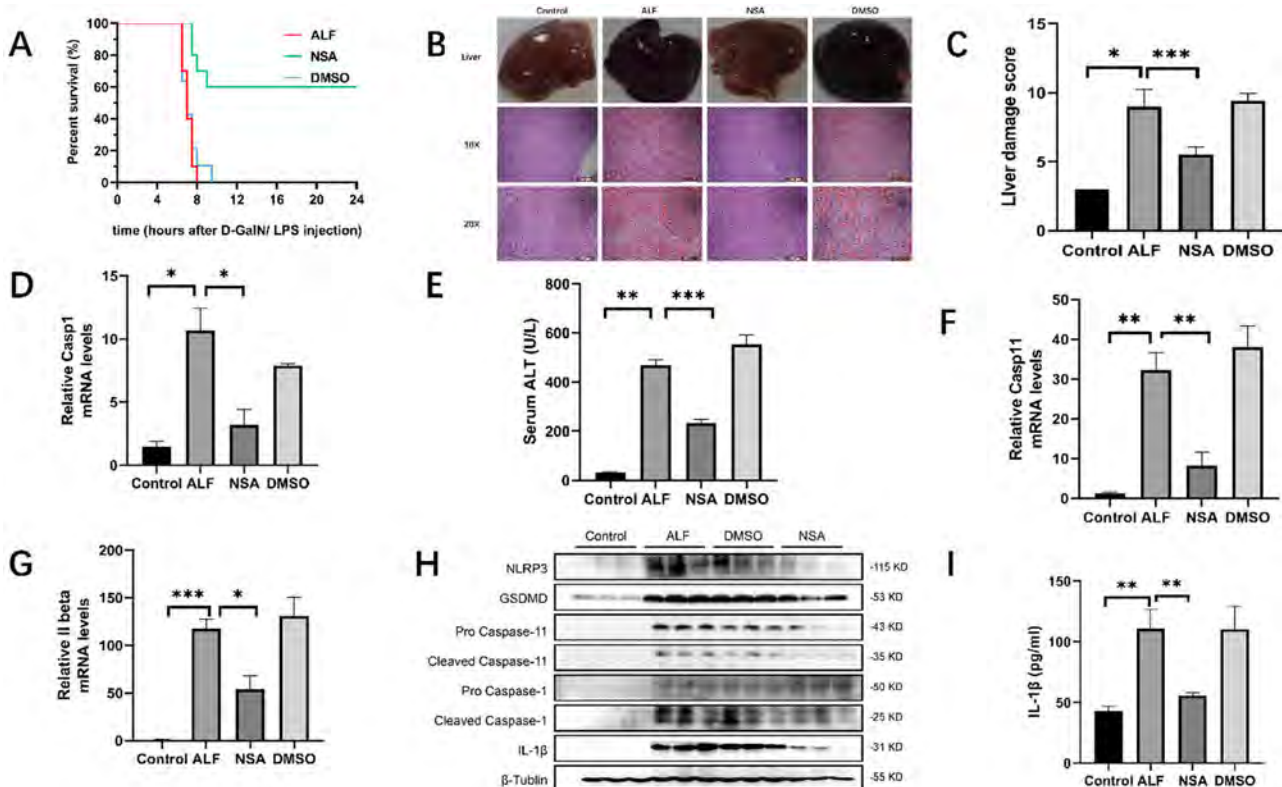 A
Percent survival (%)
100
80
60
40
20
0
0 4 8 12 16 20 24
time (hours after D-GalN/ LPS injection)
ALF
NSA
DMSO
B
Control ALF NSA DMSO
Liver
10X
20X
C
LIver damage score
15
10
5
0
* ***
Control ALF NSA DMSO
D
Relative Casp1
mRNA levels
15
10
5
0
* *
Control ALF NSA DMSO
E
Serum ALT (U/L)
800
600
400
200
0
** ***
Control ALF NSA DMSO
F
Relative Casp11
mRNA levels
50
40
30
20
10
0
** **
Control ALF NSA DMSO
G
Relative Il beta
mRNA levels
200
150
100
50
0
*** *
Control ALF NSA DMSO
H
Control ALF DMSO NSA
NLRP3 -115 KD
GSDMD -53 KD
Pro Caspase-11 -43 KD
Cleaved Caspase-11 -35 KD
Pro Caspase-1 -50 KD
Cleaved Caspase-1 -25 KD
IL-1β -31 KD
β-Tublin -55 KD
I
IL-1β (pg/ml)
150
100
50
0
** **
Control ALF NSA DMSO